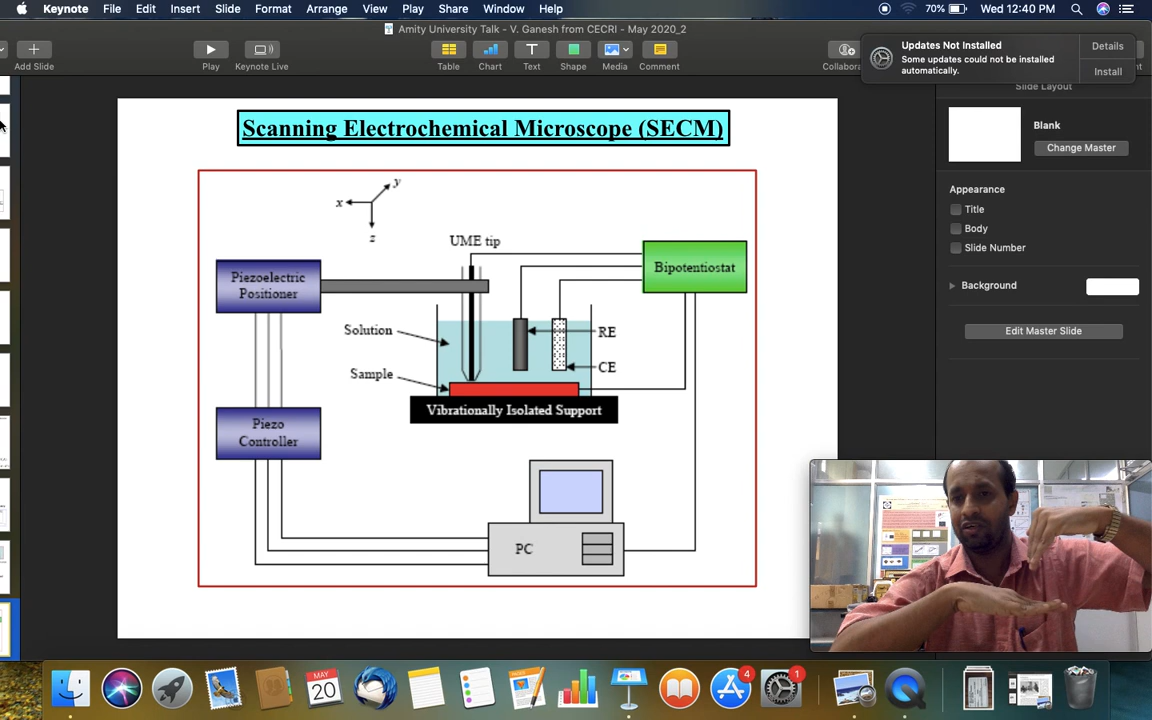 Keynote File Edit Insert Slide Format Arrange View Play Share Window Help 70% Wed 12:40 PM
Amity University Talk - V. Ganesh from CECRI - May 2020_2
Add Slide Play Keynote Live Table Chart Text Shape Media Comment
Updates Not Installed
Some updates could not be installed
automatically.
Details
Install
Slide Layout
Blank
Change Master
Appearance
Title
Body
Slide Number
Background
Edit Master Slide
Scanning Electrochemical Microscope (SECM)
y
x
z
UME tip
Piezoelectric
Positioner
Bipotentiostat
Solution
RE
Sample
CE
Vibrationally Isolated Support
Piezo
Controller
PC
MAY
20
4
1